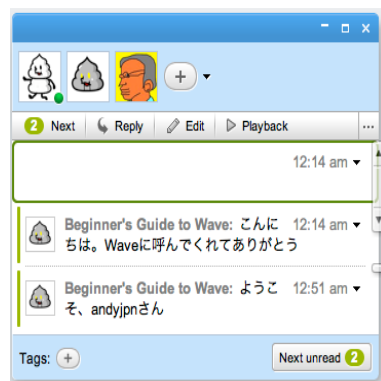 2 Next Reply Edit Playback ...
12:14 am
Beginner's Guide to Wave: こんに 12:14 am
ちは。Waveに呼んでくれてありがとう
Beginner's Guide to Wave: ようこ 12:51 am
そ、andyjpnさん
Tags: + Next unread 2